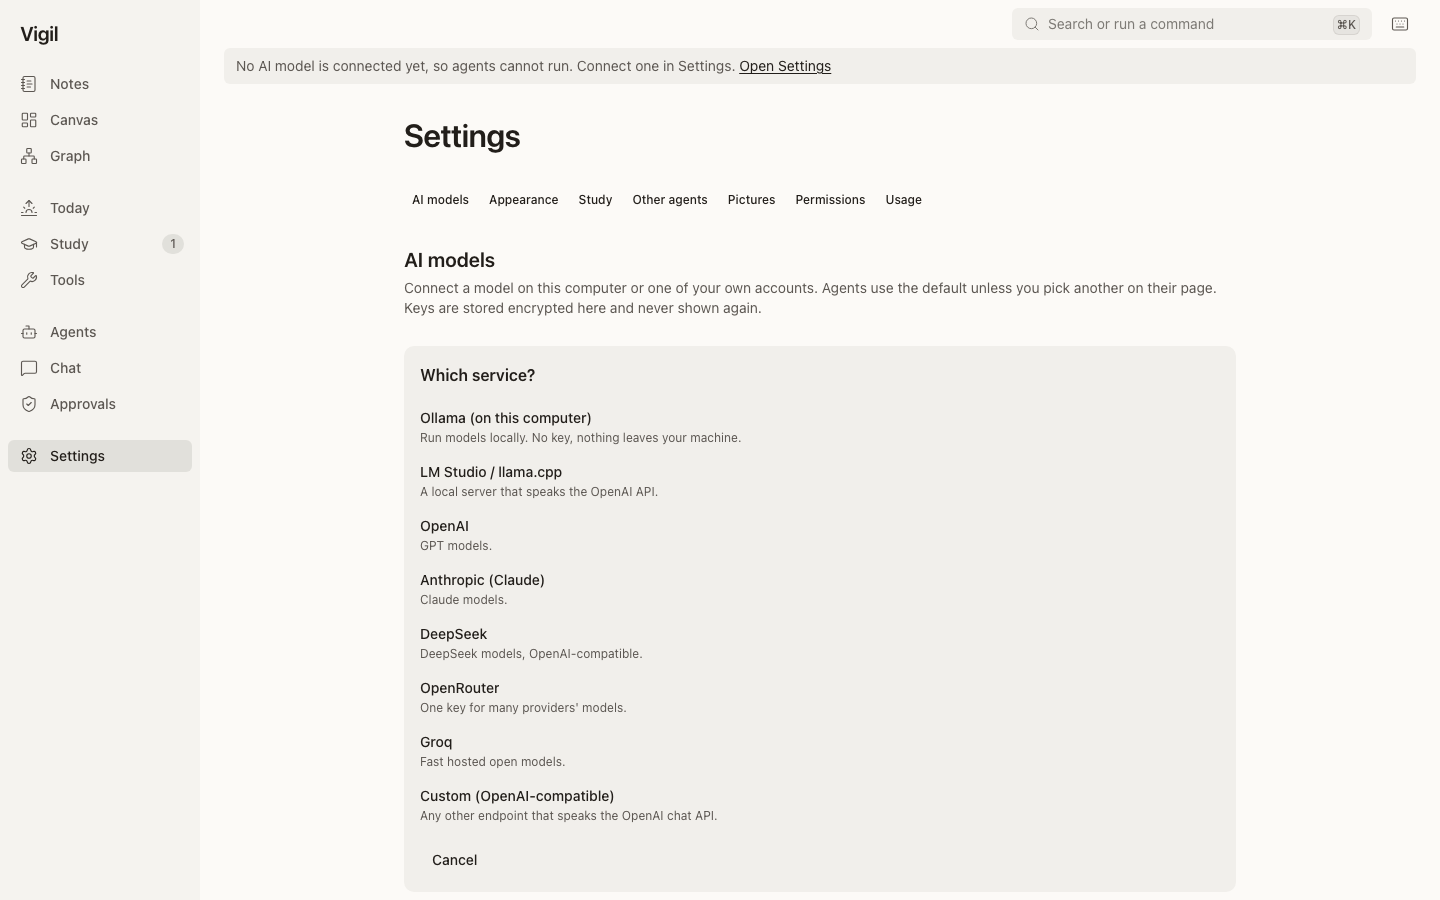 Vigil
Search or run a command
⌘K
Notes
Canvas
Graph
Today
Study
1
Tools
Agents
Chat
Approvals
Settings
No AI model is connected yet, so agents cannot run. Connect one in Settings. Open Settings
Settings
AI models
Appearance
Study
Other agents
Pictures
Permissions
Usage
AI models
Connect a model on this computer or one of your own accounts. Agents use the default unless you pick another on their page.
Keys are stored encrypted here and never shown again.
Which service?
Ollama (on this computer)
Run models locally. No key, nothing leaves your machine.
LM Studio / llama.cpp
A local server that speaks the OpenAI API.
OpenAI
GPT models.
Anthropic (Claude)
Claude models.
DeepSeek
DeepSeek models, OpenAI-compatible.
OpenRouter
One key for many providers' models.
Groq
Fast hosted open models.
Custom (OpenAI-compatible)
Any other endpoint that speaks the OpenAI chat API.
Cancel